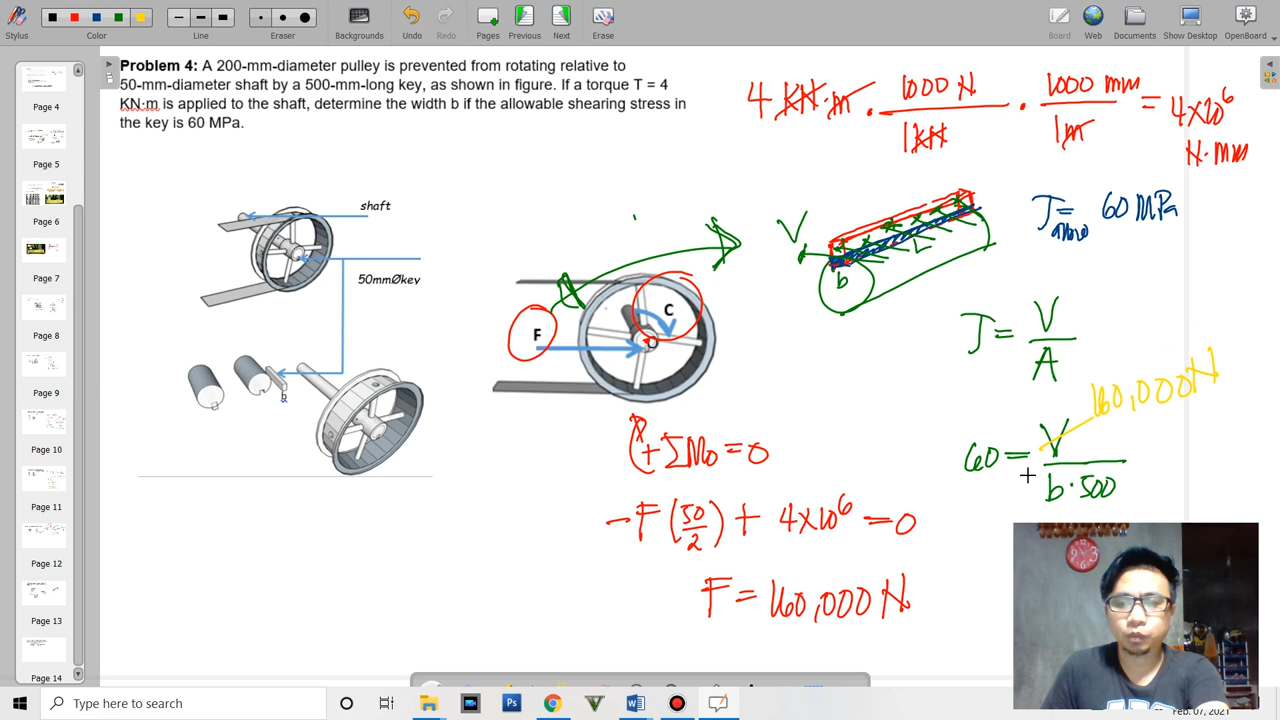 Stylus
Color
Line
Eraser
Backgrounds
Undo
Redo
Pages
Previous
Next
Erase
Board
Web
Documents
Show Desktop
OpenBoard
Page 4
Page 5
Page 6
Page 7
Page 8
Page 9
Page 10
Page 11
Page 12
Page 13
Page 14
Problem 4: A 200-mm-diameter pulley is prevented from rotating relative to
50-mm-diameter shaft by a 500-mm-long key, as shown in figure. If a torque T = 4
KN·m is applied to the shaft, determine the width b if the allowable shearing stress in
the key is 60 MPa.
4 KN·m · 1000 N / 1 KN · 1000 mm / 1m = 4x10⁶
N·mm
shaft
50mmØkey
b
F
C
O
V
L
b
= 60 MPa
J = V / A
60 = V / b·500
160,000N
+ ΣMo = 0
-F (50/2) + 4x10⁶ = 0
F = 160,000 N
Type here to search
Feb. 07, 2021